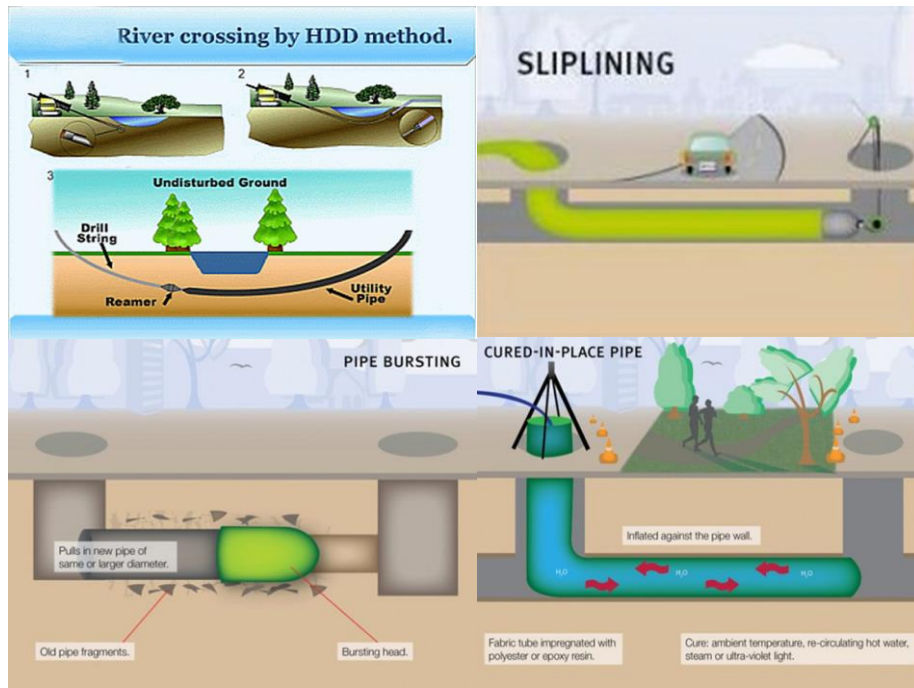 River crossing by HDD method.
1
2
3
Undisturbed Ground
Drill
String
Reamer
Utility
Pipe
SLIPLINING
PIPE BURSTING
Pulls in new pipe of
same or larger diameter.
Old pipe fragments.
Bursting head.
CURED-IN-PLACE PIPE
Inflated against the pipe wall.
H₂O
H₂O
H₂O
Fabric tube impregnated with
polyester or epoxy resin.
Cure: ambient temperature, re-circulating hot water,
steam or ultra-violet light.